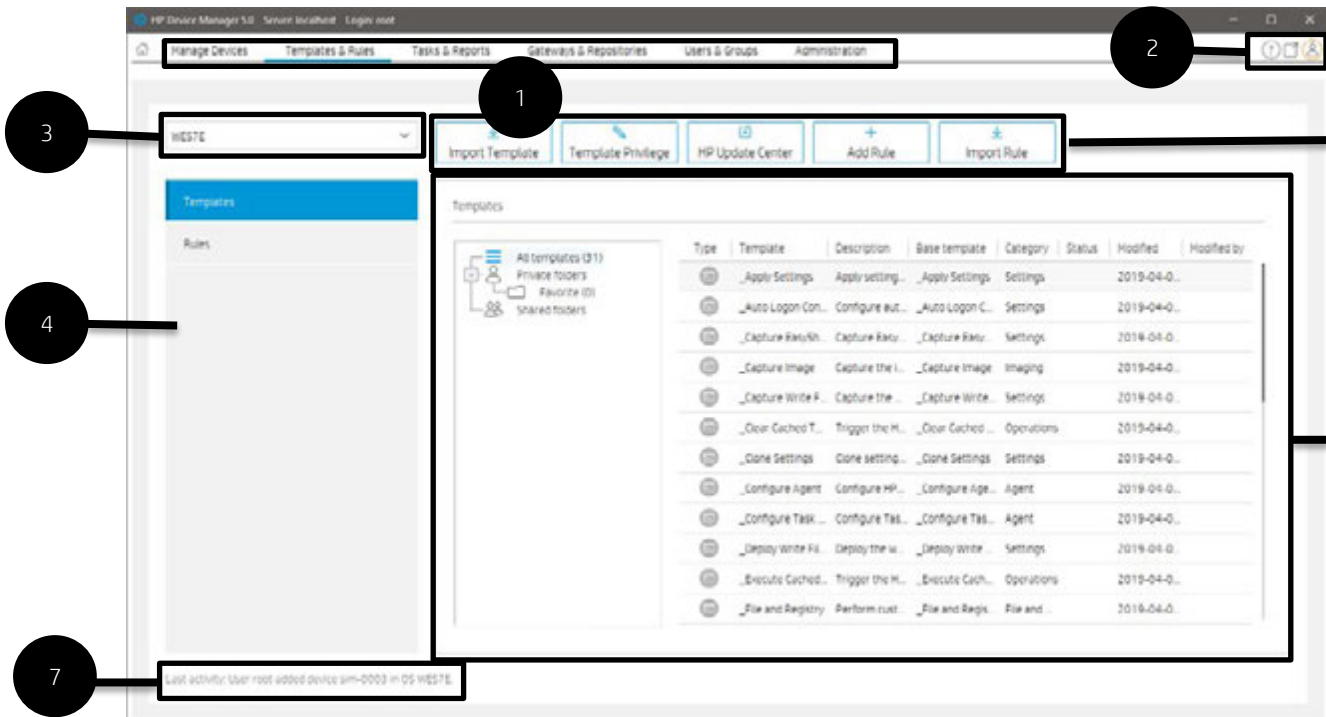 HP Device Manager 5.0 Server localhost Login root
Manage Devices Templates & Rules Tasks & Reports Gateways & Repositories Users & Groups Administration
2
1
3
WES7E
Import Template Template Privilege HP Update Center Add Rule Import Rule
Templates
Rules
Templates
All templates (31)
Private folders
Favorite (0)
Shared folders
Type Template Description Base template Category Status Modified Modified by
_Apply Settings Apply setting... _Apply Settings Settings 2019-04-0...
_Auto Logon Con... Configure aut... _Auto Logon C... Settings 2019-04-0...
_Capture EasySh... Capture Easy... _Capture Easy... Settings 2019-04-0...
_Capture Image Capture the i... _Capture Image Imaging 2019-04-0...
_Capture Write F... Capture the ... _Capture Write... Settings 2019-04-0...
_Clear Cached T... Trigger the H... _Clear Cached ... Operations 2019-04-0...
_Clone Settings Clone setting... _Clone Settings Settings 2019-04-0...
_Configure Agent Configure HP... _Configure Age... Agent 2019-04-0...
_Configure Task ... Configure Tas... _Configure Tas... Agent 2019-04-0...
_Deploy Write Fil... Deploy the w... _Deploy Write ... Settings 2019-04-0...
_Execute Cached... Trigger the H... _Execute Cach... Operations 2019-04-0...
_File and Registry Perform cust... _File and Regis... File and ... 2019-04-0...
4
7
Last activity: User root added device sim-0003 in OS WES7E.